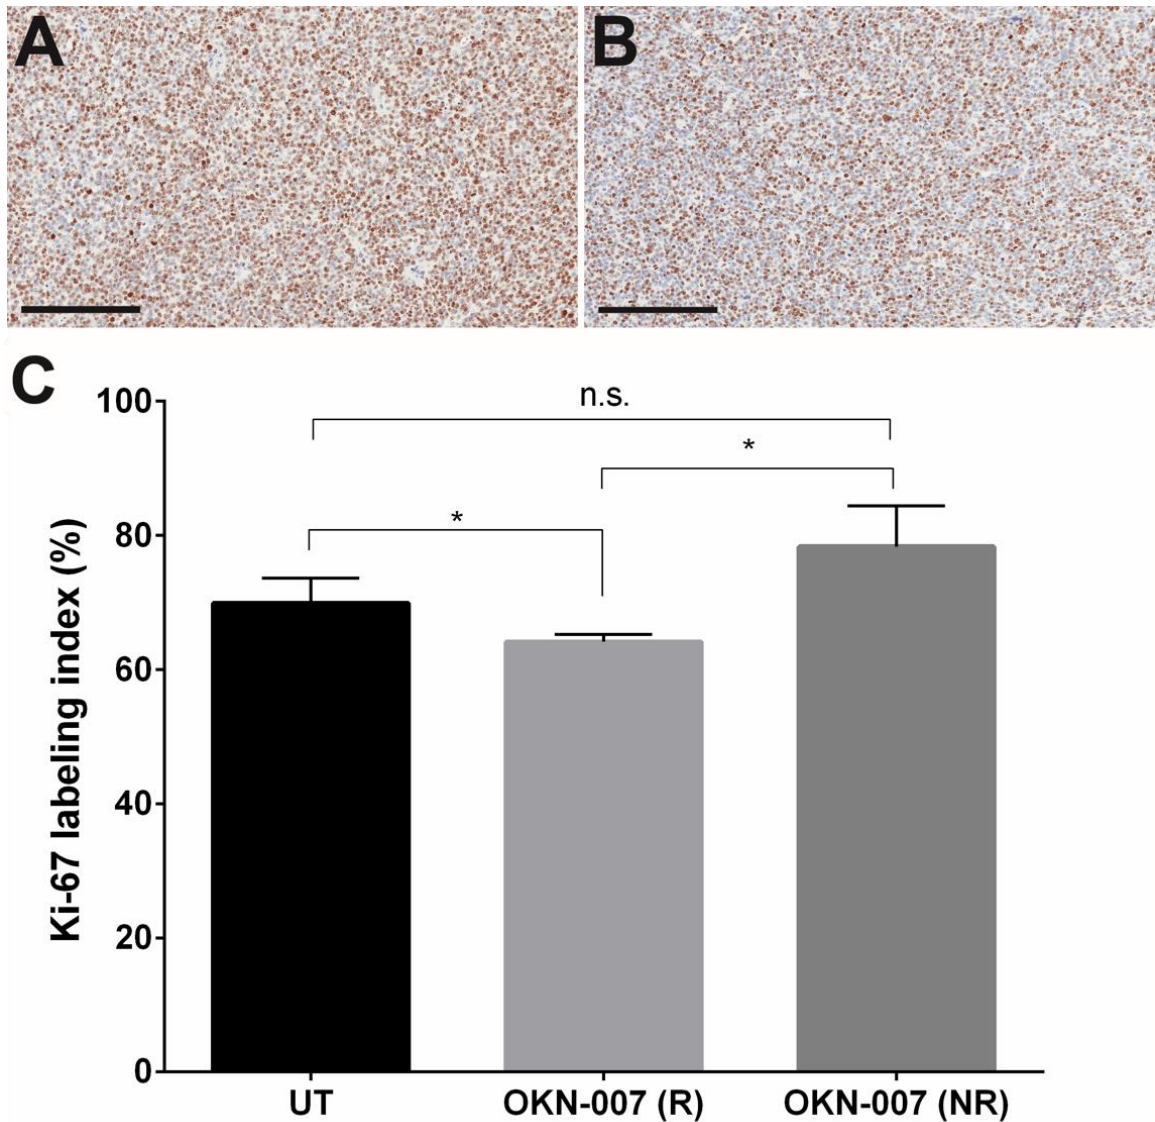 A
B
C
Ki-67 labeling index (%)
100
80
60
40
20
0
n.s.
*
*
UT
OKN-007 (R)
OKN-007 (NR)